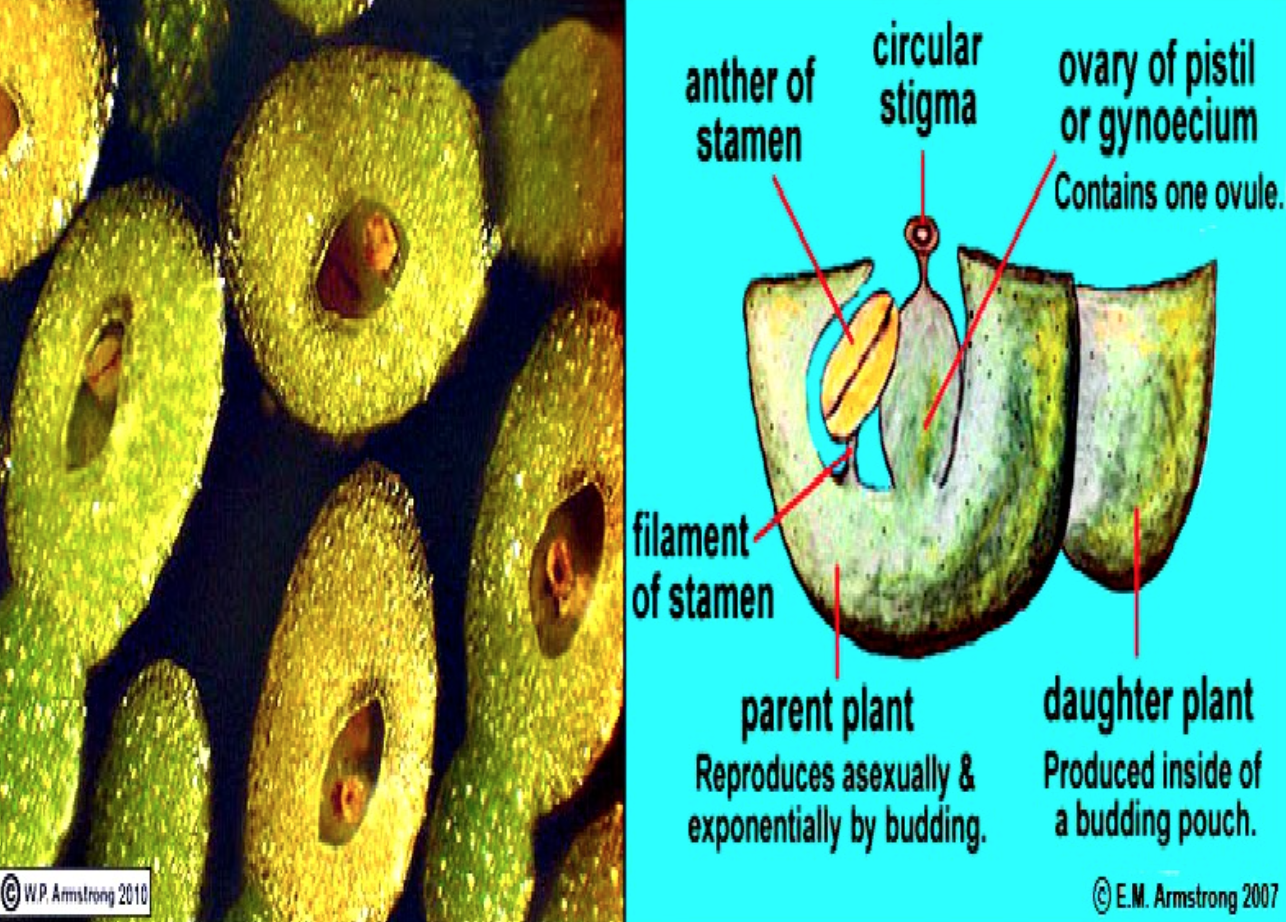 anther of
stamen
circular
stigma
ovary of pistil
or gynoecium
Contains one ovule.
filament
of stamen
parent plant
Reproduces asexually &
exponentially by budding.
daughter plant
Produced inside of
a budding pouch.
© W.P. Armstrong 2010
© E.M. Armstrong 2007